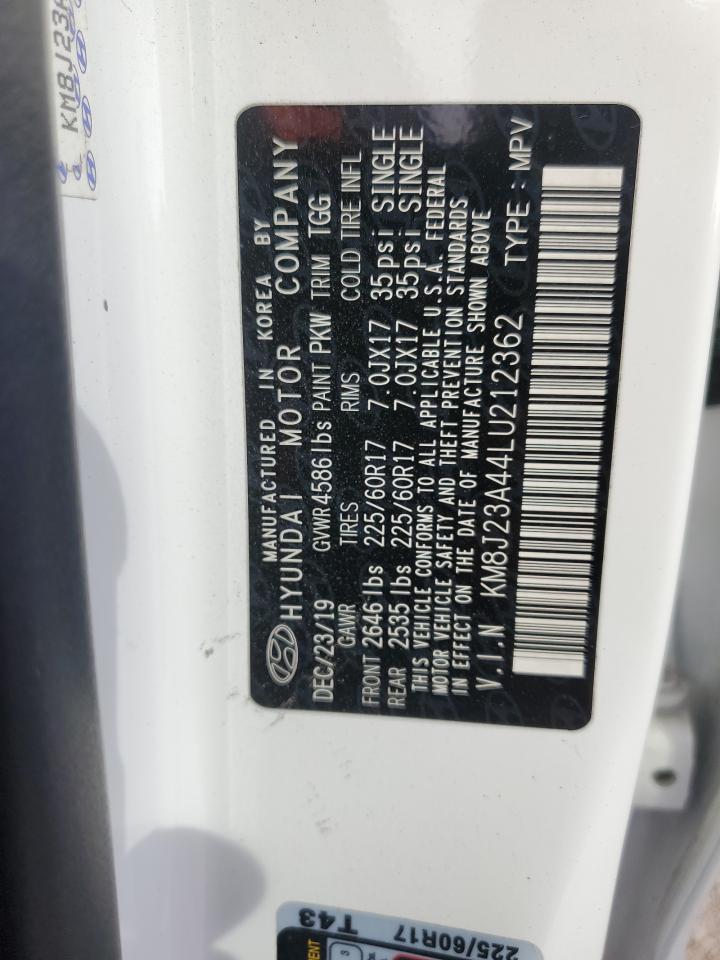 KM8J23A
MANUFACTURED IN KOREA BY
HYUNDAI MOTOR COMPANY
DEC/23/19 GVWR 4586 lbs PAINT PKW TRIM TGG
GAWR TIRES RIMS COLD TIRE INFL
FRONT 2646 lbs 225/60R17 7.0JX17 35psi SINGLE
REAR 2535 lbs 225/60R17 7.0JX17 35psi SINGLE
THIS VEHICLE CONFORMS TO ALL APPLICABLE U.S.A. FEDERAL
MOTOR VEHICLE SAFETY AND THEFT PREVENTION STANDARDS
IN EFFECT ON THE DATE OF MANUFACTURE SHOWN ABOVE
V.I.N KM8J23A44LU212362 TYPE : MPV
T43
225/60R17